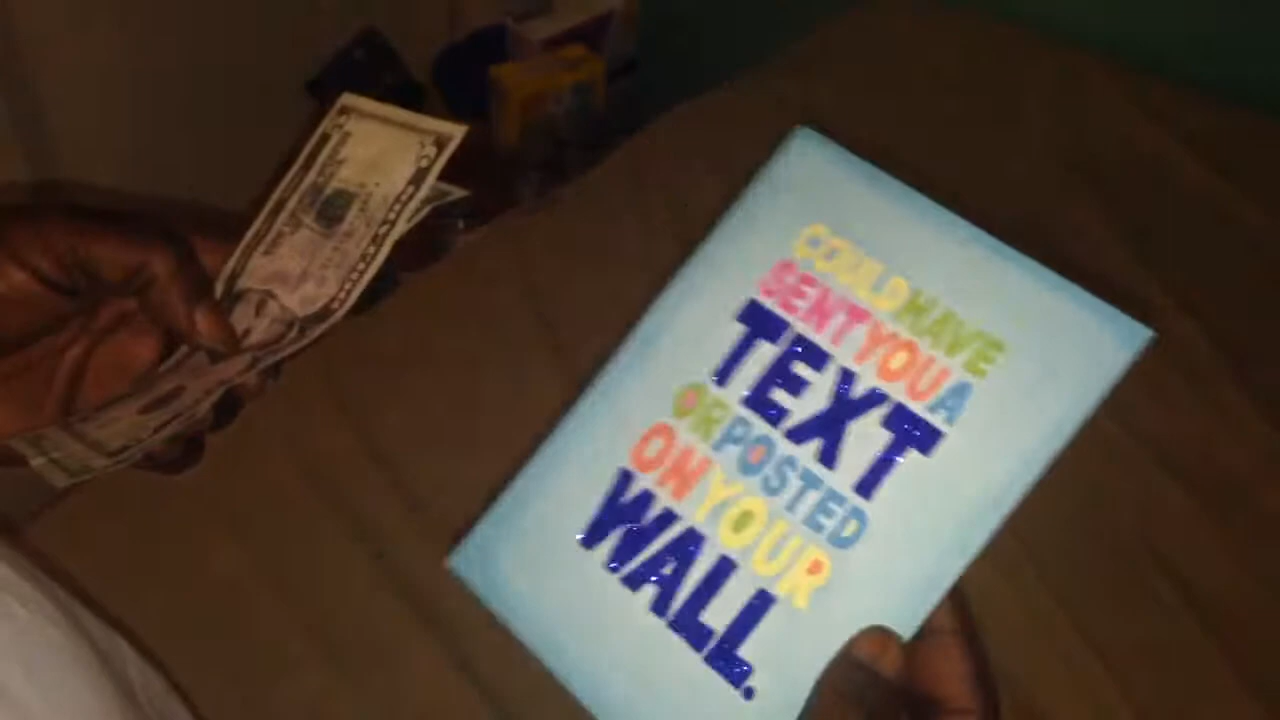 COULD HAVE
SENT YOU A
TEXT
OR POSTED
ON YOUR
WALL.